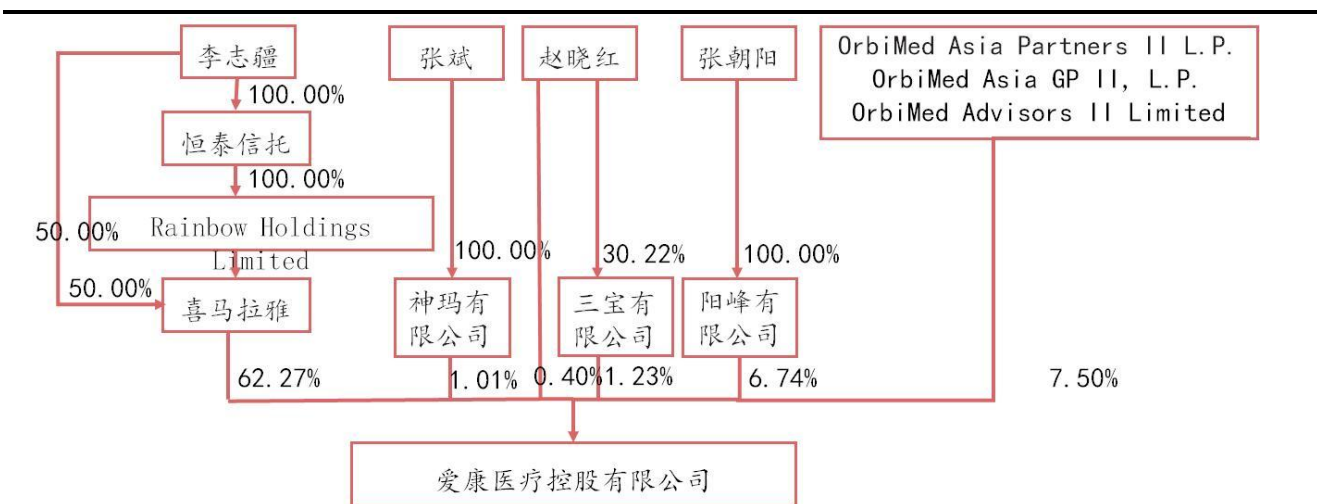 李志疆
张斌
赵晓红
张朝阳
OrbiMed Asia Partners II L.P.
OrbiMed Asia GP II, L.P.
OrbiMed Advisors II Limited
100.00%
恒泰信托
100.00%
50.00%
Rainbow Holdings
Limited
100.00%
30.22%
100.00%
50.00%
喜马拉雅
神玛有
限公司
三宝有
限公司
阳峰有
限公司
62.27%
1.01%
0.40%
1.23%
6.74%
7.50%
爱康医疗控股有限公司